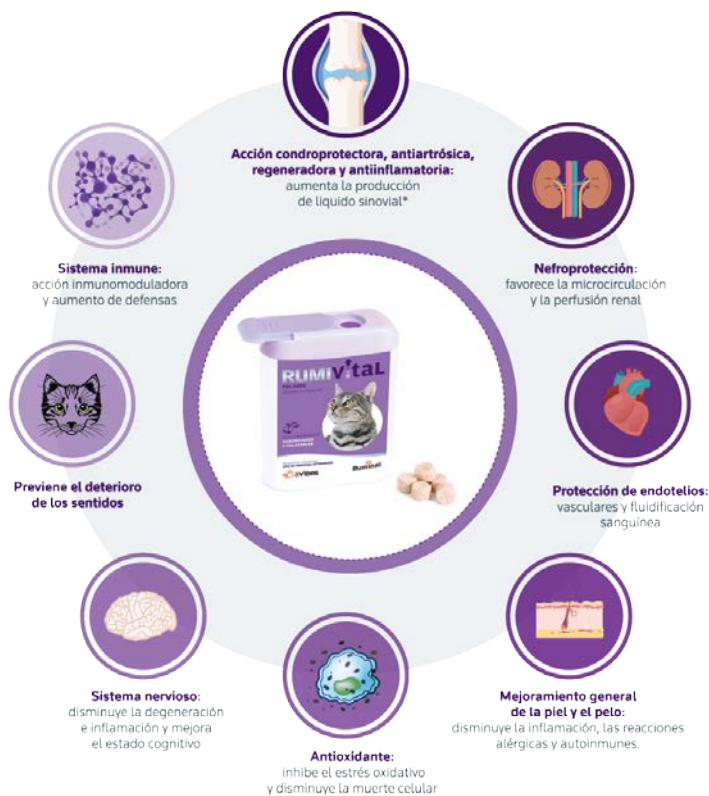 Acción condroprotectora, antiartrósica,
regeneradora y antiinflamatoria:
aumenta la producción
de liquido sinovial*
Sistema inmune:
acción inmunomoduladora
y aumento de defensas
Nefroprotección:
favorece la microcirculación
y la perfusión renal
RUMIVITAL
Ruminal
Previene el deterioro
de los sentidos
Protección de endotelios:
vasculares y fluidificación
sanguínea
Sistema nervioso:
disminuye la degeneración
e inflamación y mejora
el estado cognitivo
Antioxidante:
inhibe el estrés oxidativo
y disminuye la muerte celular
Mejoramiento general
de la piel y el pelo:
disminuye la inflamación, las reacciones
alérgicas y autoinmunes.